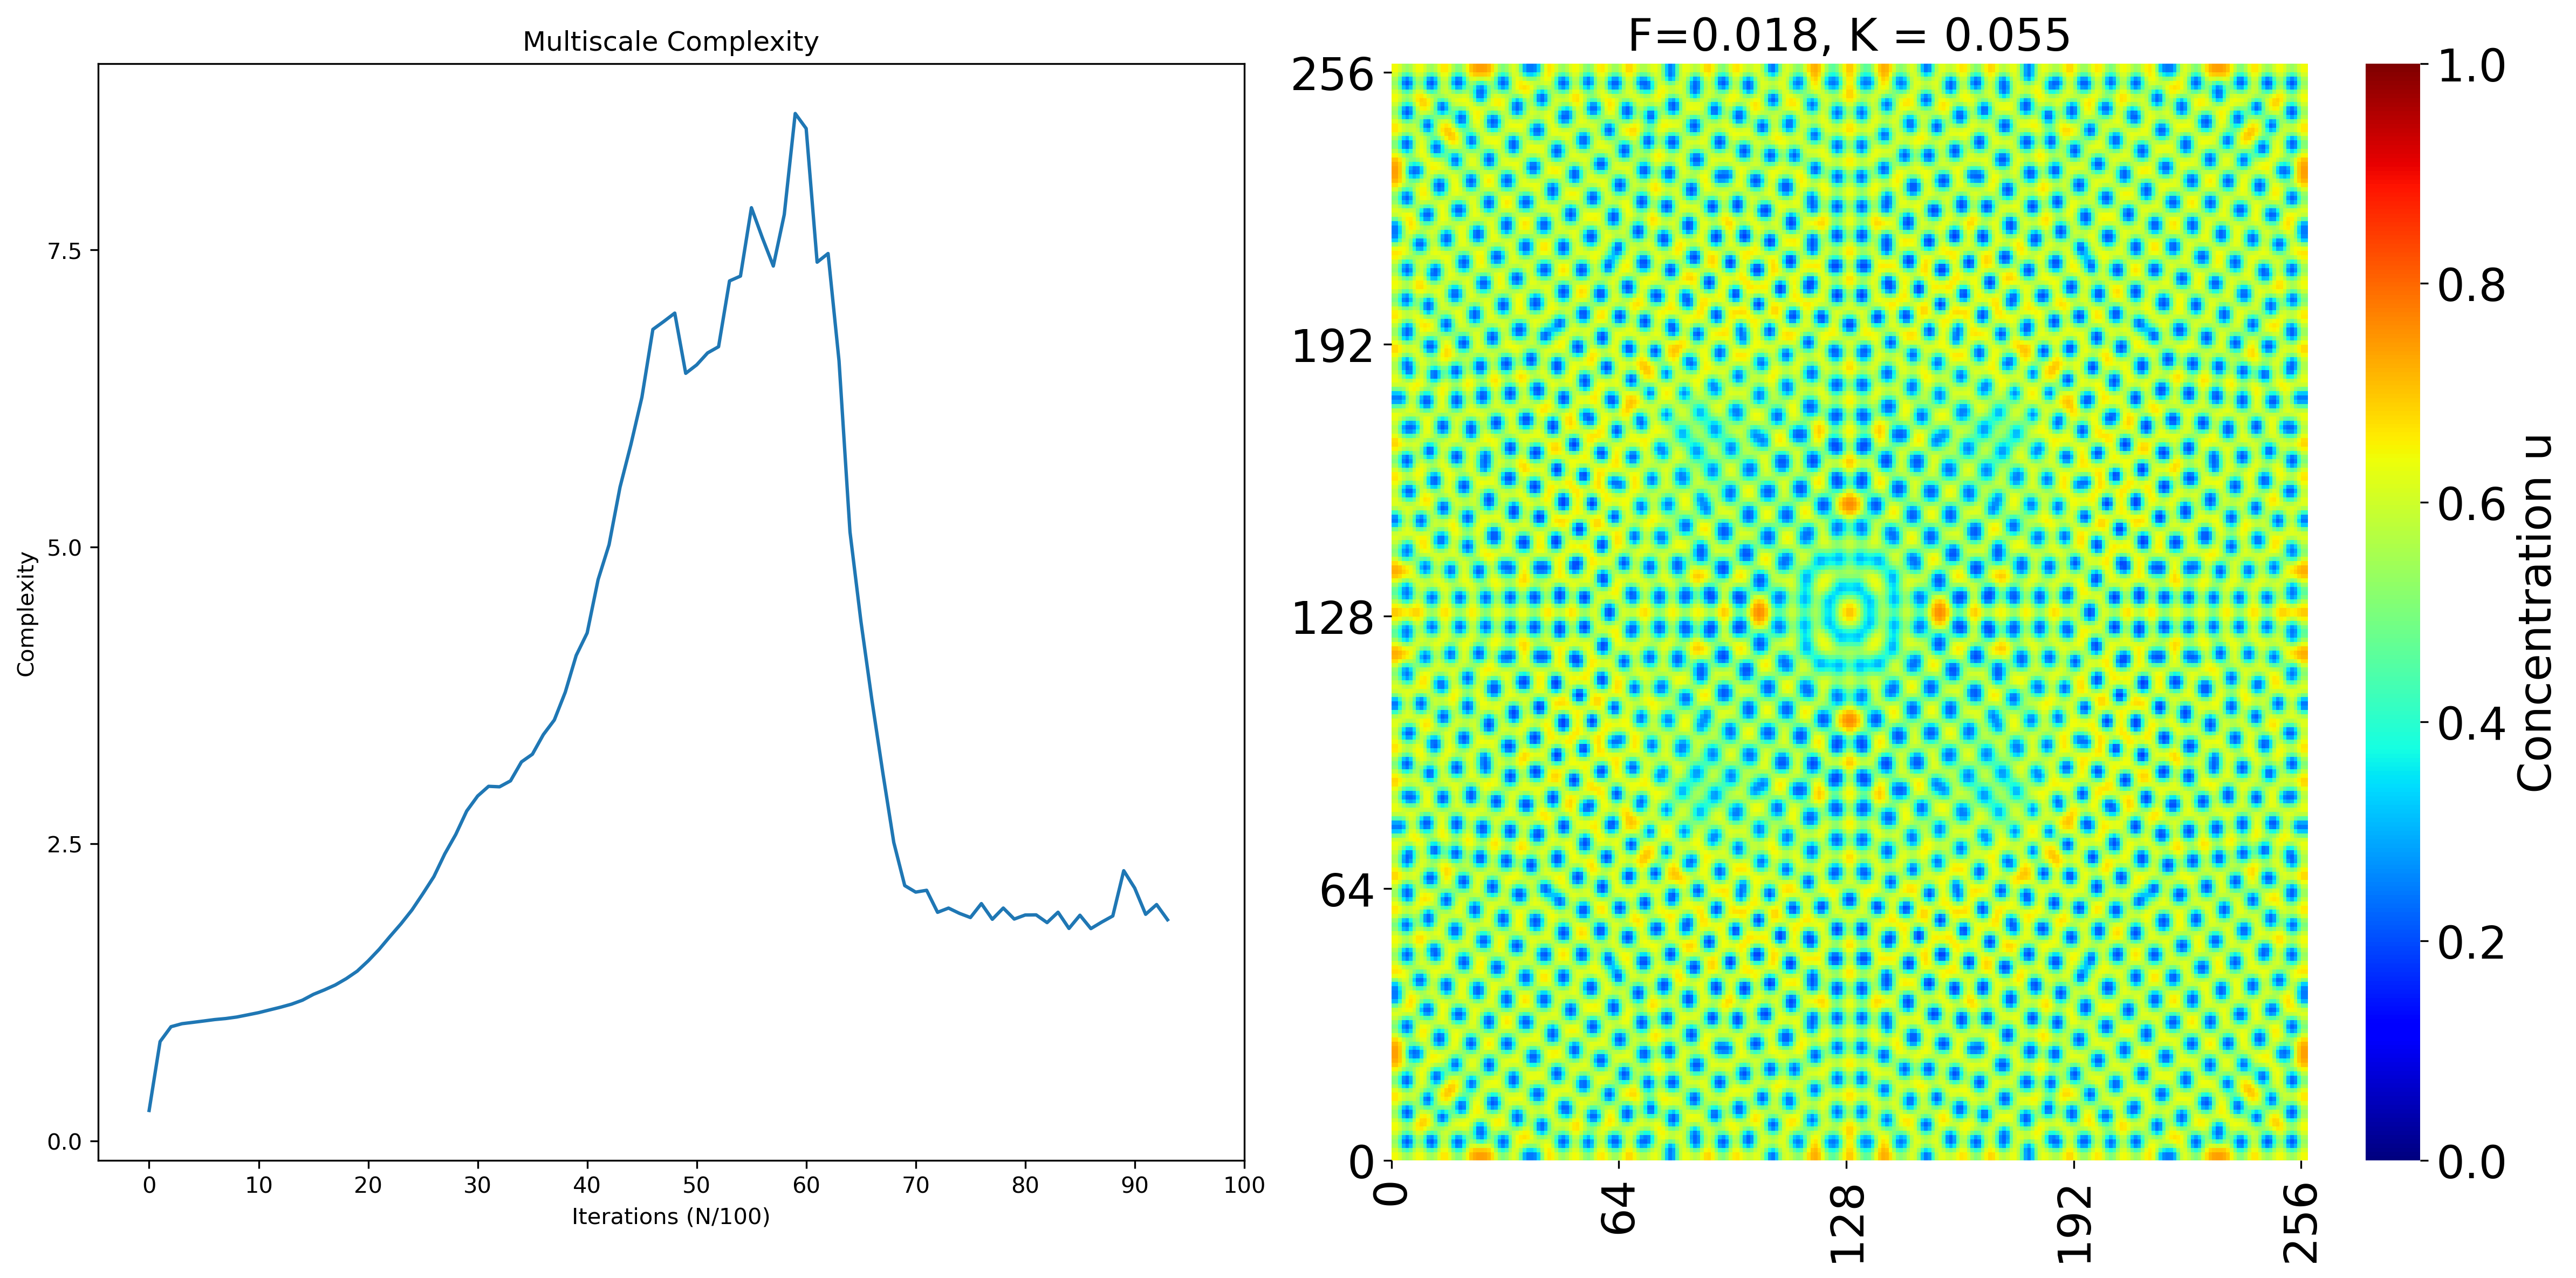 Multiscale Complexity
7.5
5.0
2.5
0.0
Complexity
0 10 20 30 40 50 60 70 80 90 100
Iterations (N/100)
F=0.018, K = 0.055
256
192
128
64
0
0 64 128 192 256
1.0
0.8
0.6
0.4
0.2
0.0
Concentration u